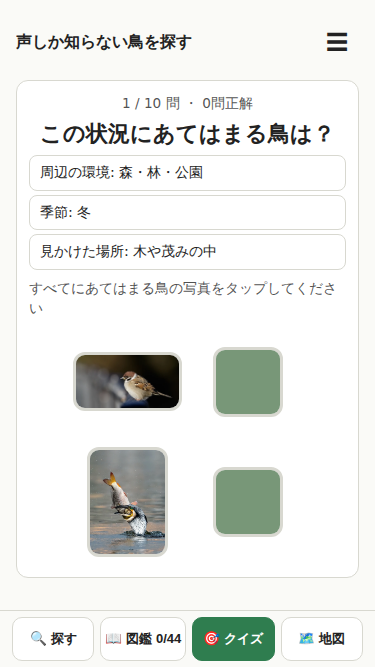 声しか知らない鳥を探す
☰
1 / 10 問 ・ 0問正解
この状況にあてはまる鳥は？
周辺の環境: 森・林・公園
季節: 冬
見かけた場所: 木や茂みの中
すべてにあてはまる鳥の写真をタップしてくださ
い
🔍 探す
📖 図鑑 0/44
🎯 クイズ
🗺️ 地図